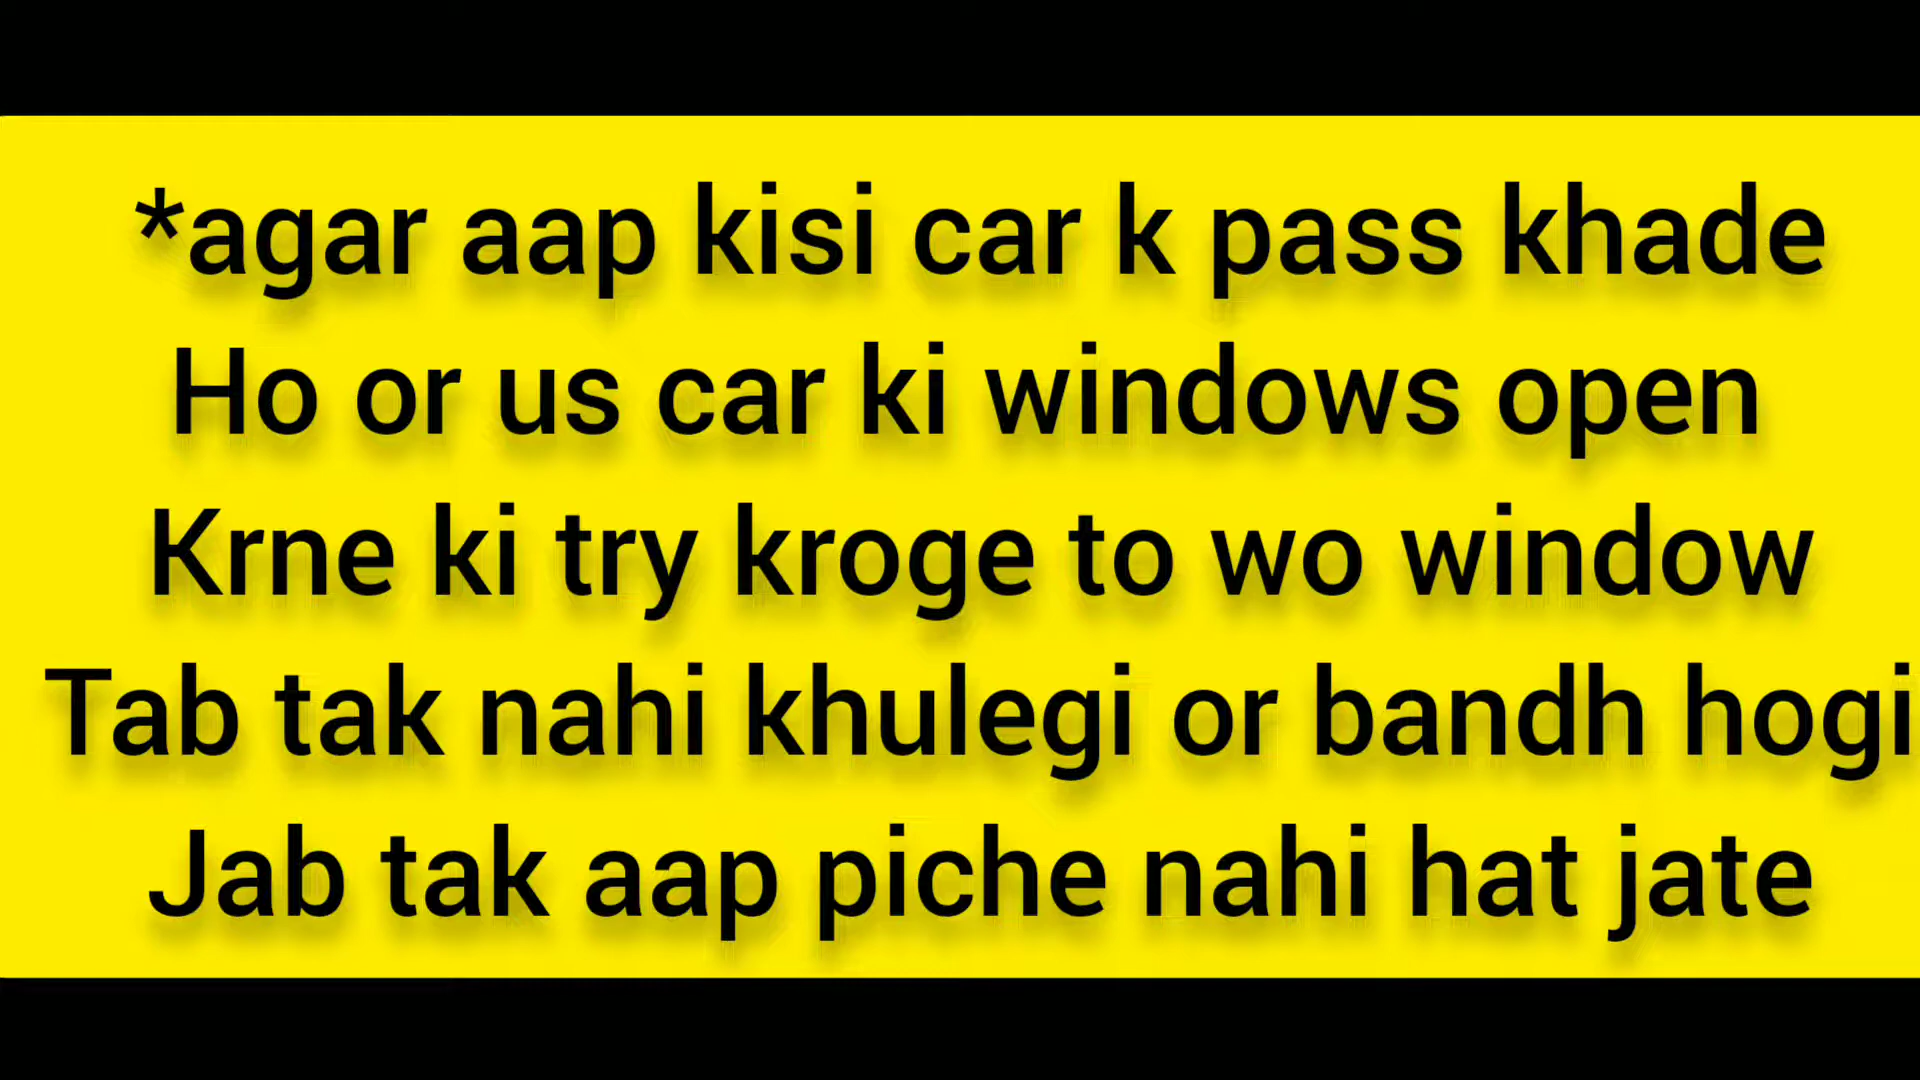 *agar aap kisi car k pass khade
Ho or us car ki windows open
Krne ki try kroge to wo window
Tab tak nahi khulegi or bandh hogi
Jab tak aap piche nahi hat jate